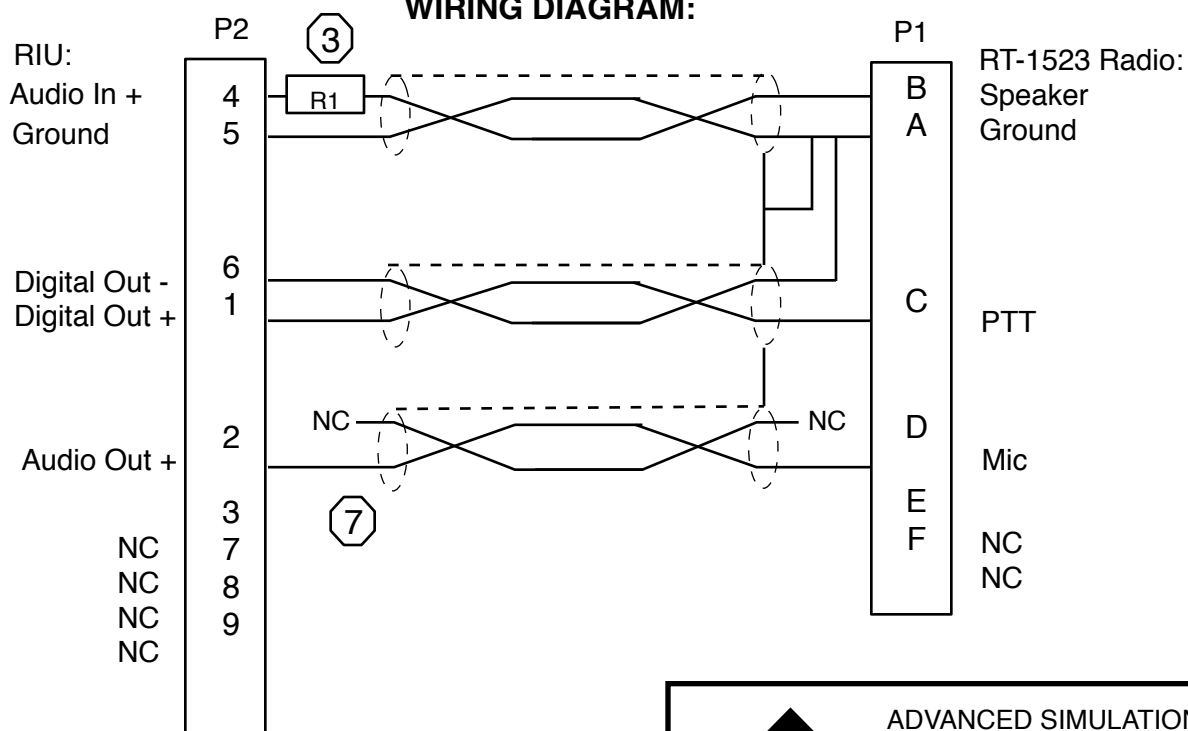 WIRING DIAGRAM:
P2
3
P1
RIU:
RT-1523 Radio:
Audio In +
4
R1
B
Speaker
Ground
5
A
Ground
Digital Out -
6
Digital Out +
1
C
PTT
NC
NC
2
D
Audio Out +
Mic
3
7
E
NC
7
F
NC
NC
8
NC
NC
9
NC
ADVANCED SIMULATION